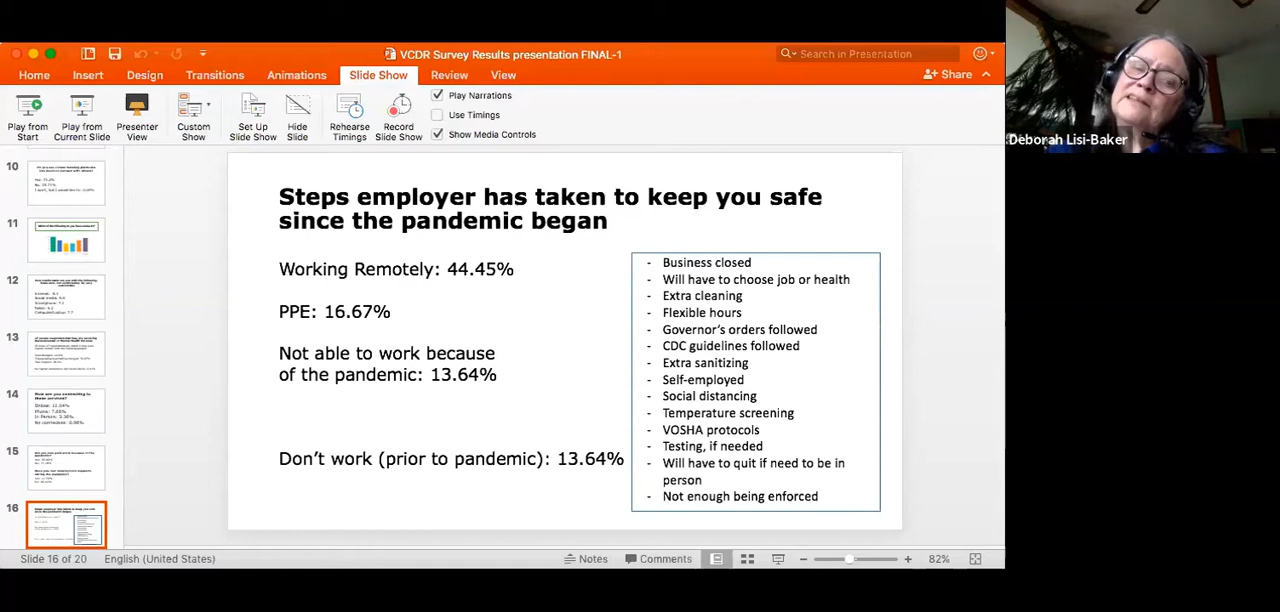 VCDR Survey Results presentation FINAL-1
Search in Presentation
Home Insert Design Transitions Animations Slide Show Review View
Share
Play from Start
Play from Current Slide
Presenter View
Custom Show
Set Up Slide Show
Hide Slide
Rehearse Timings
Record Slide Show
Play Narrations
Use Timings
Show Media Controls
Deborah Lisi-Baker
10
11
12
13
14
15
16
Steps employer has taken to keep you safe
since the pandemic began
Working Remotely: 44.45%
PPE: 16.67%
Not able to work because
of the pandemic: 13.64%
Don’t work (prior to pandemic): 13.64%
- Business closed
- Will have to choose job or health
- Extra cleaning
- Flexible hours
- Governor’s orders followed
- CDC guidelines followed
- Extra sanitizing
- Self-employed
- Social distancing
- Temperature screening
- VOSHA protocols
- Testing, if needed
- Will have to quit if need to be in
person
- Not enough being enforced
Slide 16 of 20 English (United States)
Notes Comments 82%